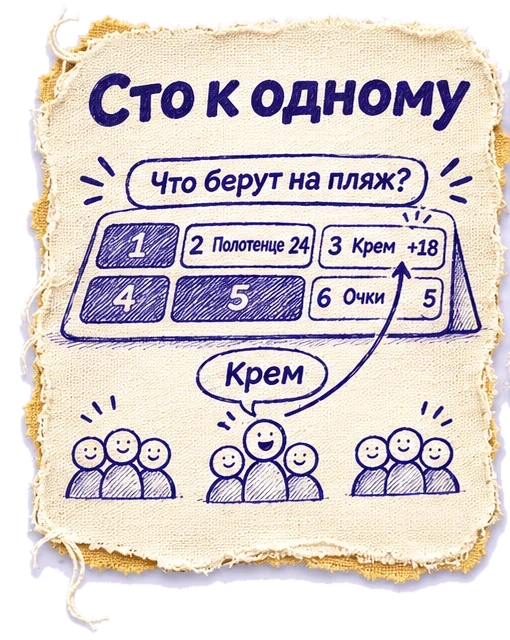 Сто к одному
Что берут на пляж?
1 2 Полотенце 24 3 Крем +18
4 5 6 Очки 5
Крем